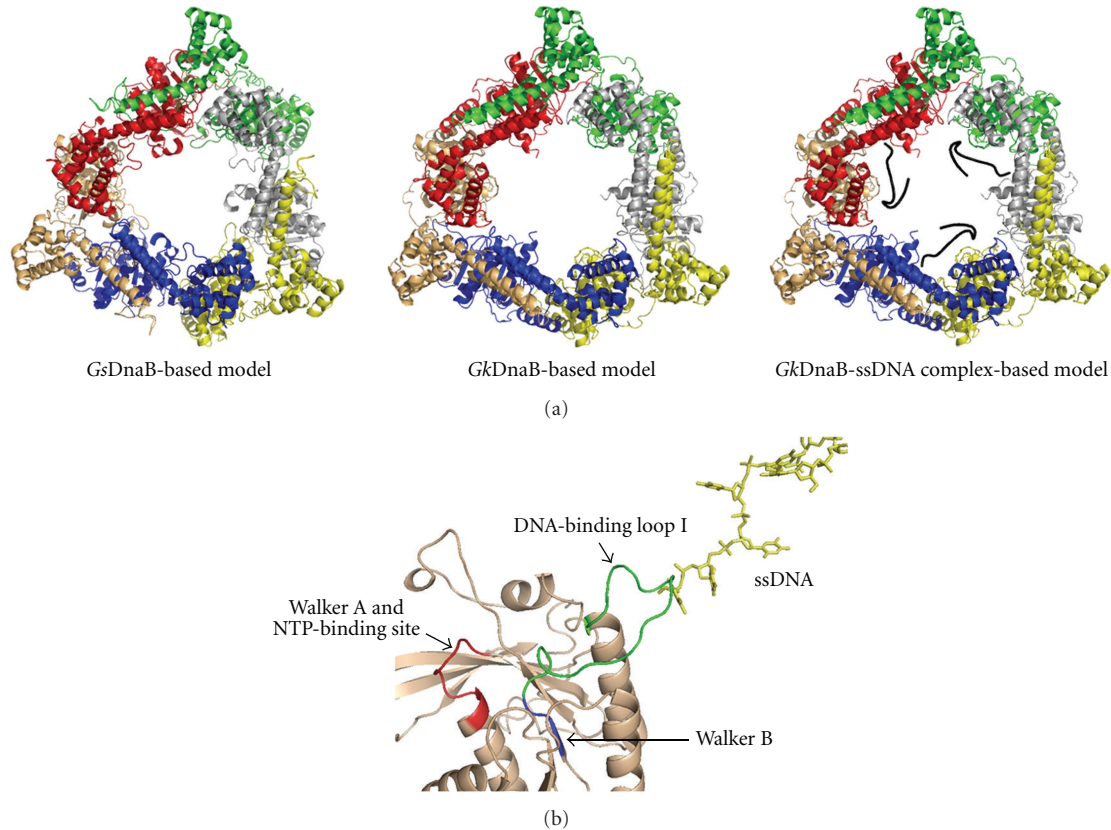 GsDnaB-based model
GkDnaB-based model
GkDnaB-ssDNA complex-based model
(a)
DNA-binding loop I
ssDNA
Walker A and
NTP-binding site
Walker B
(b)